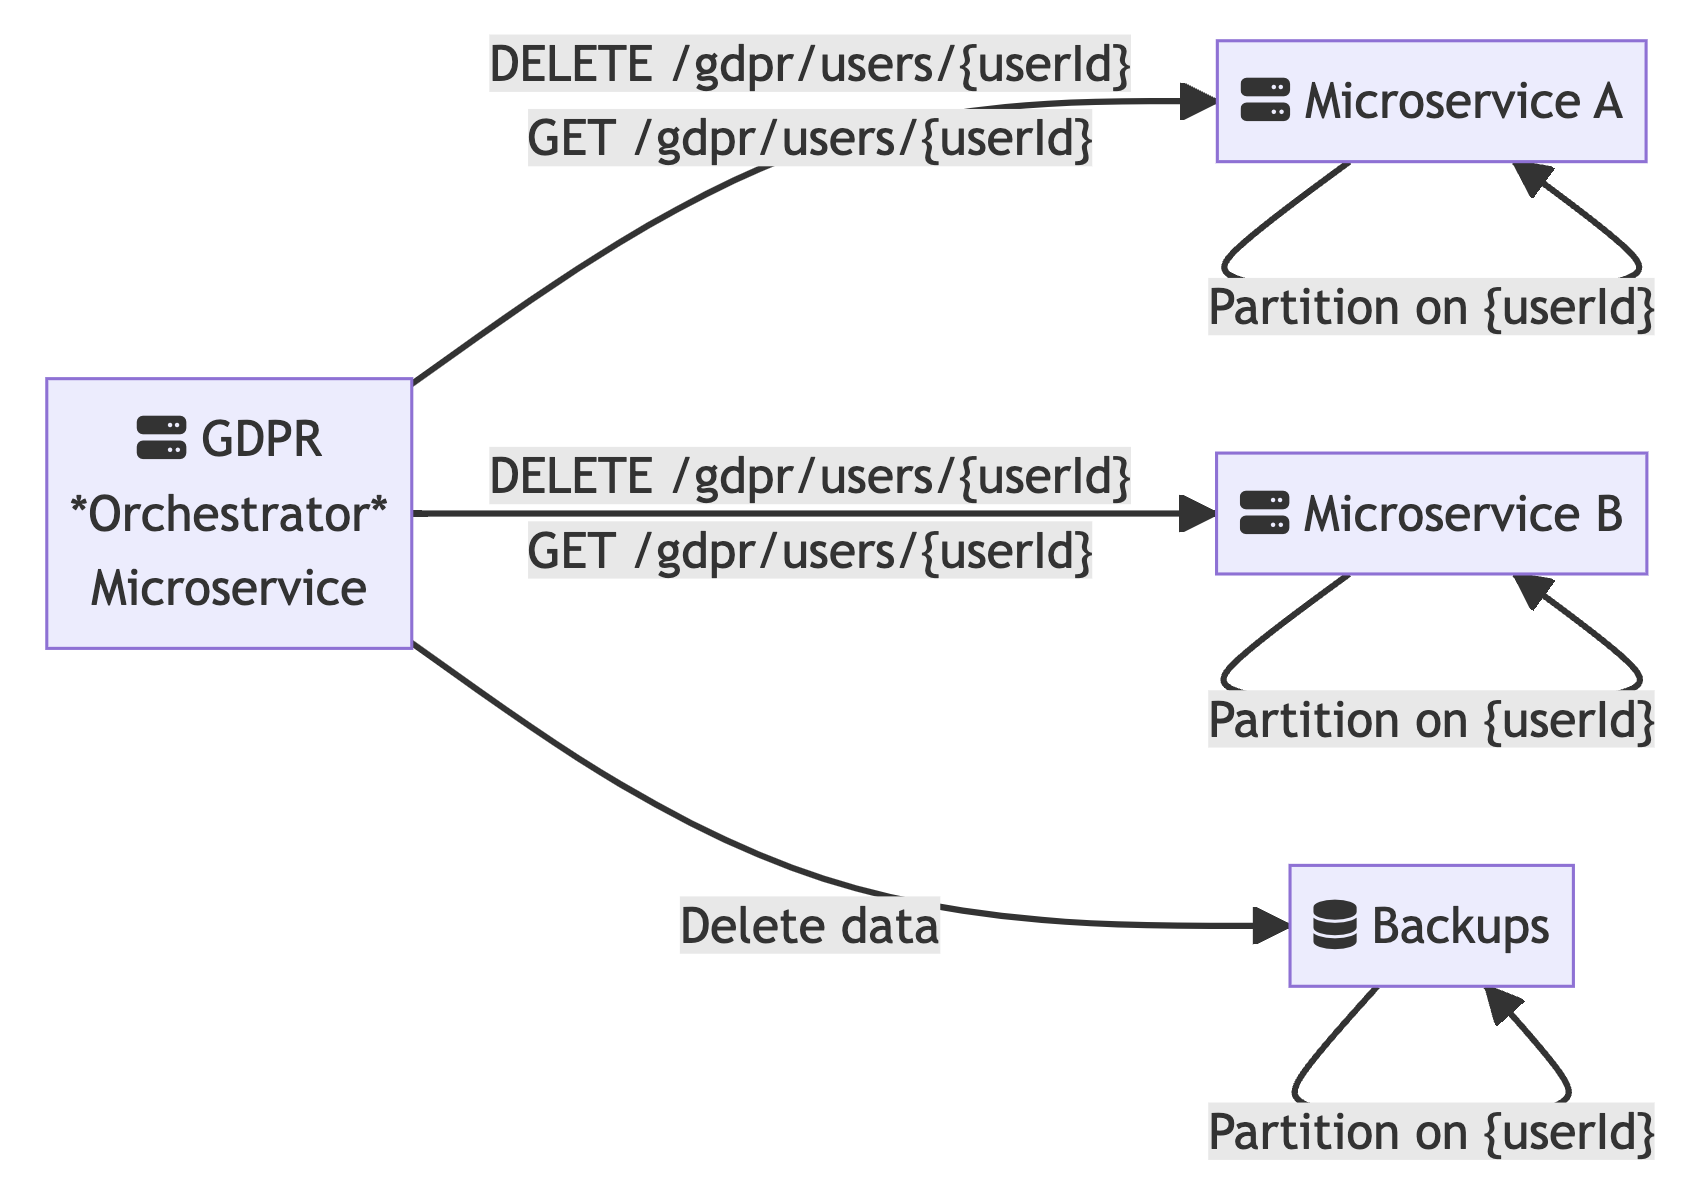 DELETE /gdpr/users/{userId}
GET /gdpr/users/{userId}
Microservice A
Partition on {userId}
GDPR
*Orchestrator*
Microservice
DELETE /gdpr/users/{userId}
GET /gdpr/users/{userId}
Microservice B
Partition on {userId}
Delete data
Backups
Partition on {userId}